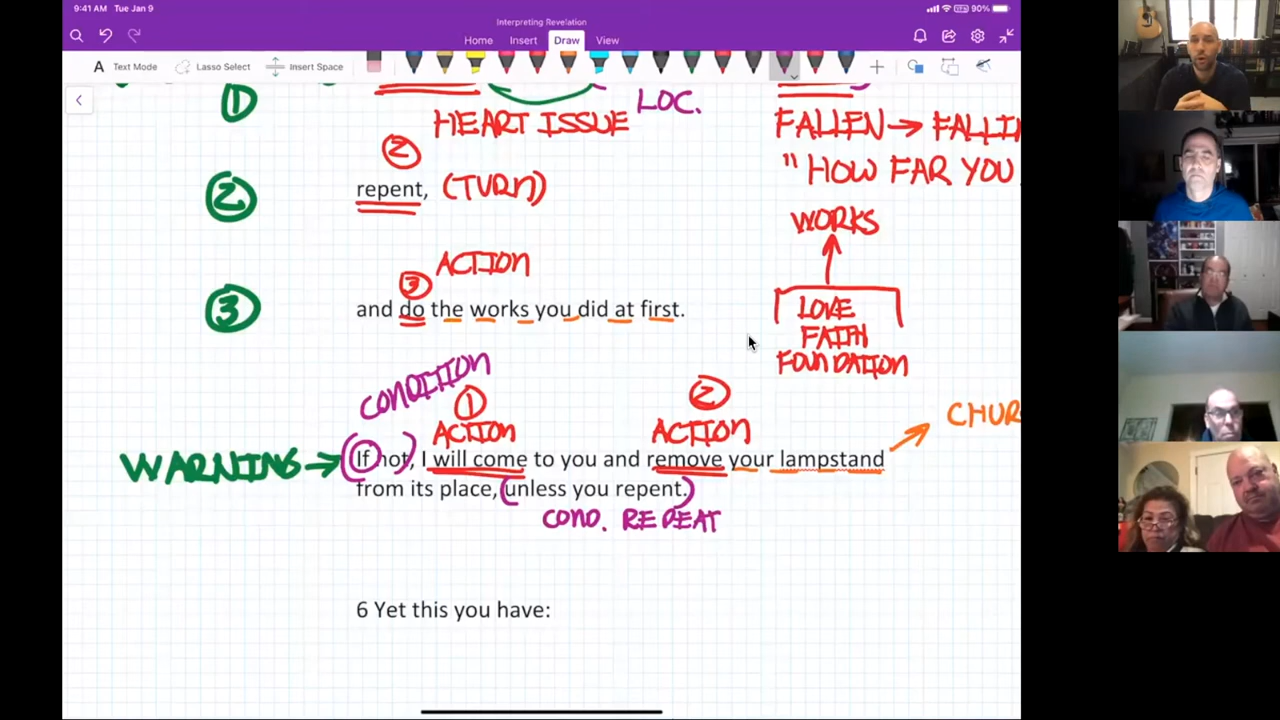 9:41 AM Tue Jan 9
90%
Interpreting Revelation
Home Insert Draw View
Text Mode Lasso Select Insert Space
① LOC.
HEART ISSUE FALLEN → FALLIN
② "HOW FAR YOU
② repent, (TURN)
WORKS
ACTION
③ LOVE
③ and do the works you did at first.
FAITH
FOUNDATION
CONDITION
① ②
ACTION ACTION CHUR
WARNING → If not, I will come to you and remove your lampstand
from its place, unless you repent.
COND. REPEAT
6 Yet this you have: